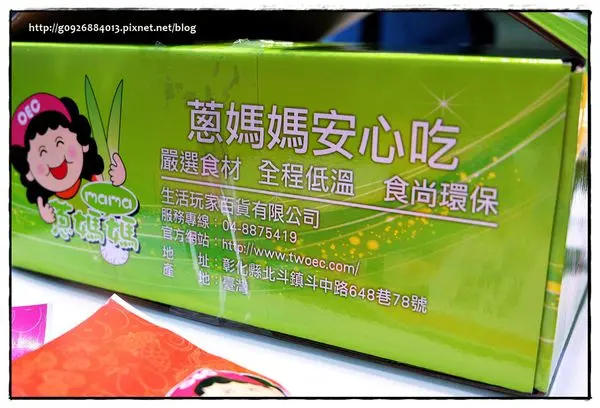 http://g0926884013.pixnet.net/blog
OEC
蔥媽媽安心吃
嚴選食材 全程低溫 食尚環保
生活玩家百貨有限公司
服務專線：04-8875419
官方網站：http://www.twoec.com/
地 址：彰化縣北斗鎮斗中路648巷78號
產 地：臺灣
mama
蔥媽媽